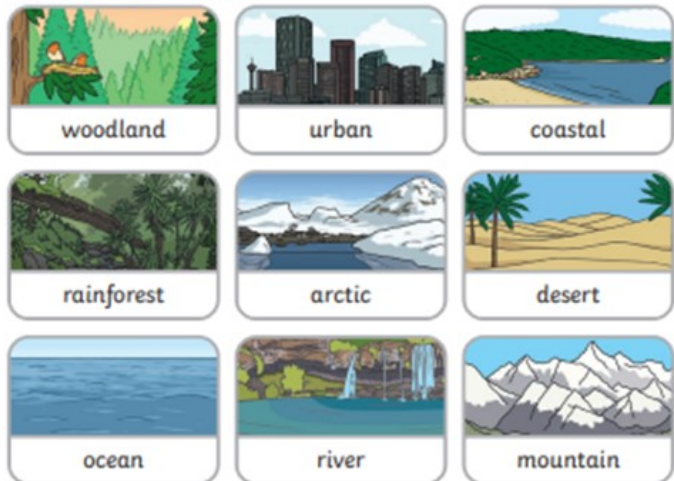 woodland
urban
coastal
rainforest
arctic
desert
ocean
river
mountain